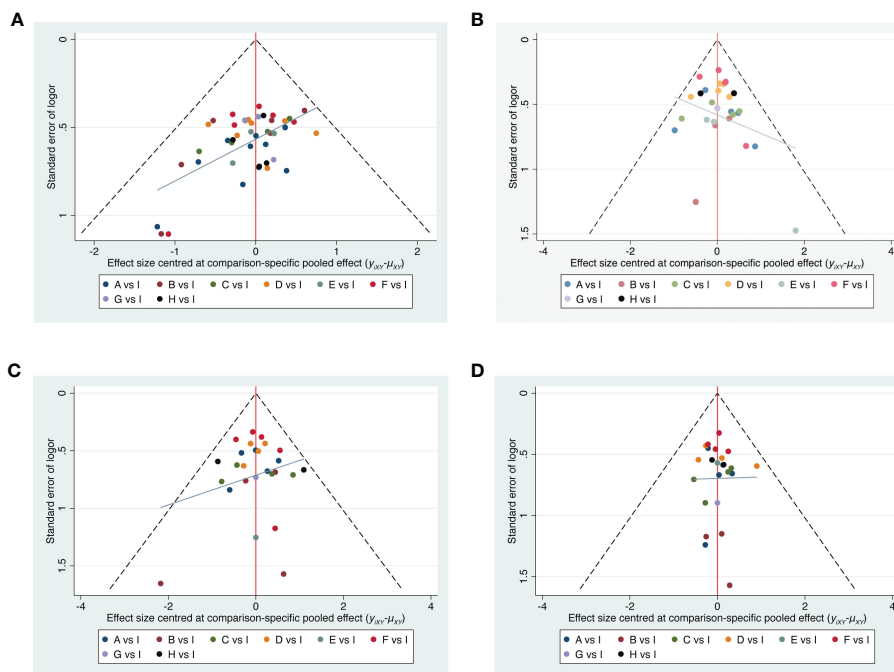 A
0
.5
1
Standard error of logor
-2
-1
0
1
2
Effect size centred at comparison-specific pooled effect (yiXY-μXY)
A vs I B vs I C vs I D vs I E vs I F vs I
G vs I H vs I
B
0
.5
1
1.5
Standard error of logor
-4
-2
0
2
4
Effect size centred at comparison-specific pooled effect (yiXY-μXY)
A vs I B vs I C vs I D vs I E vs I F vs I
G vs I H vs I
C
0
.5
1
1.5
Standard error of logor
-4
-2
0
2
4
Effect size centred at comparison-specific pooled effect (yiXY-μXY)
A vs I B vs I C vs I D vs I E vs I F vs I
G vs I H vs I
D
0
.5
1
1.5
Standard error of logor
-4
-2
0
2
4
Effect size centred at comparison-specific pooled effect (yiXY-μXY)
A vs I B vs I C vs I D vs I E vs I F vs I
G vs I H vs I